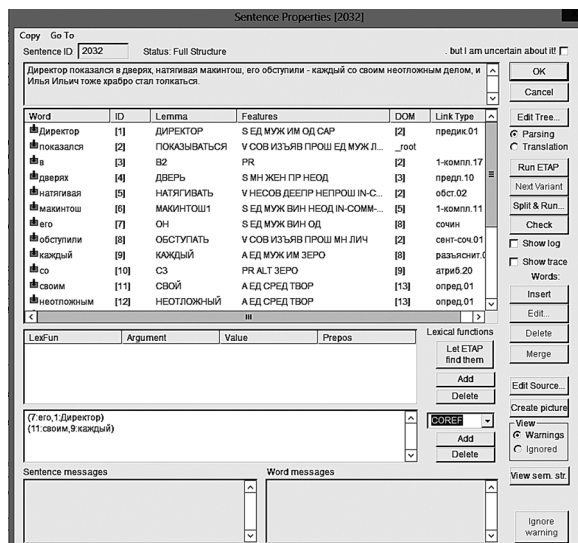 Sentence Properties [2032]
Copy Go To
Sentence ID 2032 Status: Full Structure . but I am uncertain about it!
Директор показался в дверях, натягивая макинтош, его обступили - каждый со своим неотложным делом, и
Илья Ильич тоже храбро стал толкаться.
OK
Cancel
Word ID Lemma Features DOM Link Type
Директор [1] ДИРЕКТОР S ЕД МУЖ ИМ ОД CAP [2] предик.01
показался [2] ПОКАЗЫВАТЬСЯ V СОВ ИЗЪЯВ ПРОШ ЕД МУЖ Л... _root
в [3] В2 PR [2] 1-компл.17
дверях [4] ДВЕРЬ S МН ЖЕН ПР НЕОД [3] предл.10
натягивая [5] НАТЯГИВАТЬ V НЕСОВ ДЕЕПР НЕПРОШ IN-C... [2] обст.02
макинтош [6] МАКИНТОШ1 S ЕД МУЖ ВИН НЕОД IN-COMM-... [5] 1-компл.11
его [7] ОН S ЕД МУЖ ВИН ОД [8] сочин
обступили [8] ОБСТУПАТЬ V СОВ ИЗЪЯВ ПРОШ МН ЛИЧ [2] сент-соч.01
каждый [9] КАЖДЫЙ A ЕД МУЖ ИМ ЗЕРО [8] разъяснит.0
со [10] С3 PR ALT ЗЕРО [9] атриб.20
своим [11] СВОЙ A ЕД СРЕД ТВОР [13] опред.01
неотложным [12] НЕОТЛОЖНЫЙ A ЕД СРЕД ТВОР [13] опред.01
Edit Tree...
Parsing
Translation
Run ETAP
Next Variant
Split & Run...
Check
Show log
Show trace
Words:
Insert
Edit...
Delete
Merge
LexFun Argument Value Prepos
Lexical functions
Let ETAP
find them
Add
Delete
Edit Source...
Create picture
(7:его,1:Директор)
(11:своим,9:каждый)
COREF
Add
Delete
View
Warnings
Ignored
View sem. str.
Sentence messages Word messages
Ignore
warning